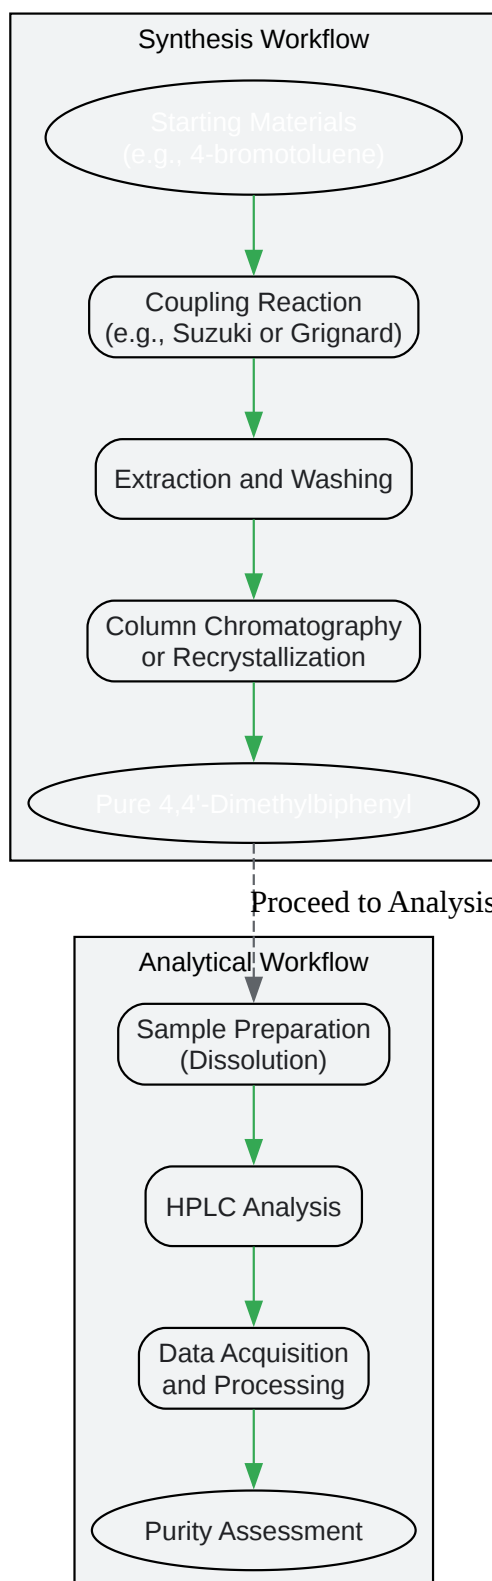 Synthesis Workflow
Starting Materials
(e.g., 4-bromotoluene)
Coupling Reaction
(e.g., Suzuki or Grignard)
Extraction and Washing
Column Chromatography
or Recrystallization
Pure 4,4'-Dimethylbiphenyl
Proceed to Analysis
Analytical Workflow
Sample Preparation
(Dissolution)
HPLC Analysis
Data Acquisition
and Processing
Purity Assessment